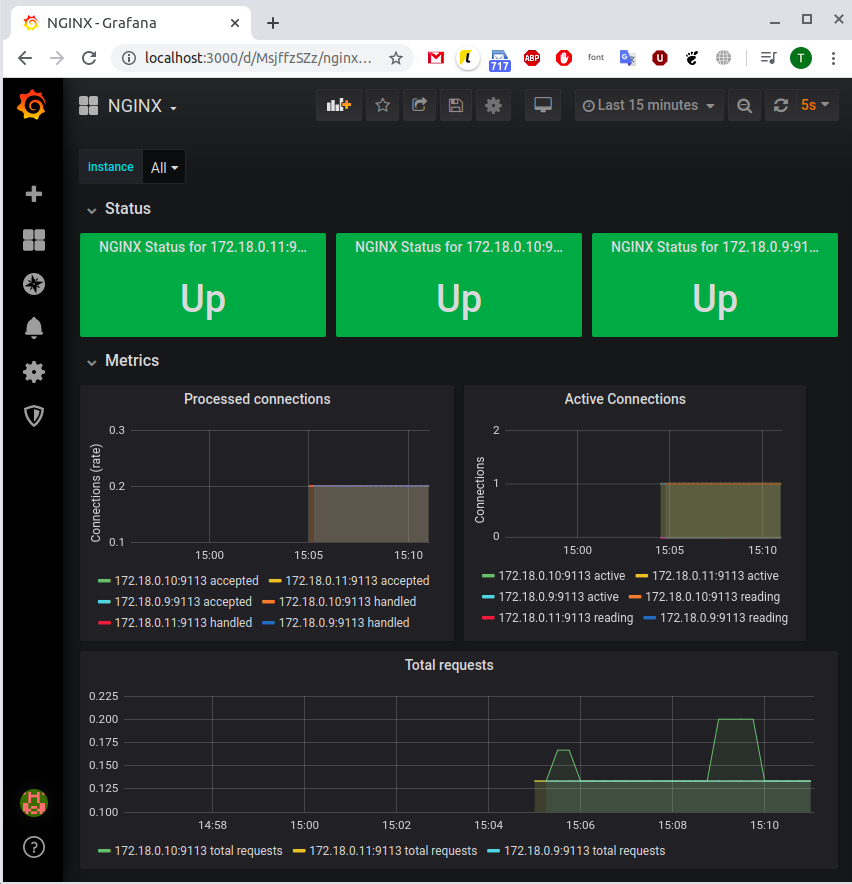 NGINX - Grafana
localhost:3000/d/MsjffzSZz/nginx...
717
ABP
font
T
NGINX
Last 15 minutes
5s
Instance
All
Status
NGINX Status for 172.18.0.11:9...
NGINX Status for 172.18.0.10:9...
NGINX Status for 172.18.0.9:91...
Up
Up
Up
Metrics
Processed connections
Connections (rate)
0.3
0.2
0.1
15:00
15:05
15:10
172.18.0.10:9113 accepted
172.18.0.11:9113 accepted
172.18.0.9:9113 accepted
172.18.0.10:9113 handled
172.18.0.11:9113 handled
172.18.0.9:9113 handled
Active Connections
Connections
2
1
0
15:00
15:05
15:10
172.18.0.10:9113 active
172.18.0.11:9113 active
172.18.0.9:9113 active
172.18.0.10:9113 reading
172.18.0.11:9113 reading
172.18.0.9:9113 reading
Total requests
0.225
0.200
0.175
0.150
0.125
0.100
14:58
15:00
15:02
15:04
15:06
15:08
15:10
172.18.0.10:9113 total requests
172.18.0.11:9113 total requests
172.18.0.9:9113 total requests